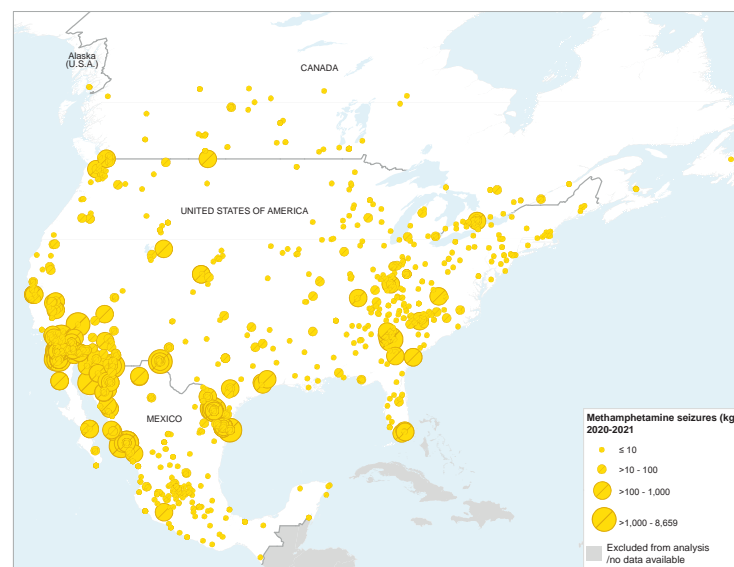 Alaska
(U.S.A.)
CANADA
UNITED STATES OF AMERICA
MEXICO
Methamphetamine seizures (kg
2020-2021
≤ 10
>10 - 100
>100 - 1,000
>1,000 - 8,659
Excluded from analysis
/no data available